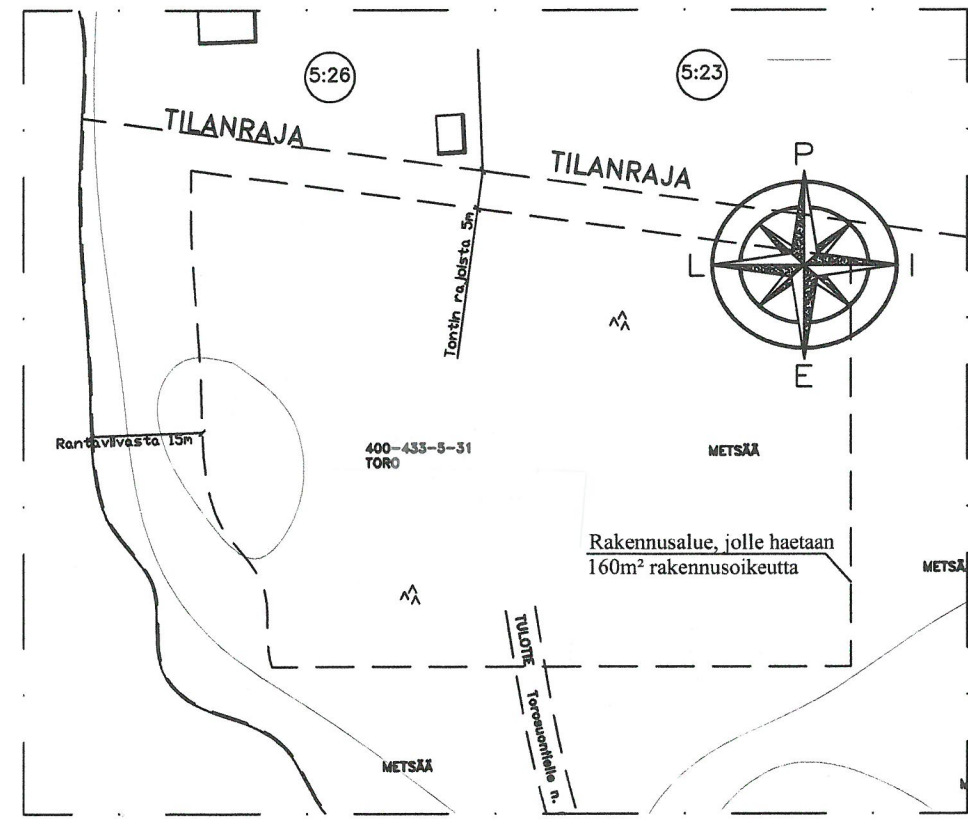 5:26
5:23
TILANRAJA
TILANRAJA
P
L
I
E
Tontin rajoista 5m
Rantaviivasta 15m
400-433-5-31
TORO
METSÄÄ
Rakennusalue, jolle haetaan
160m² rakennusoikeutta
METSÄ
TULOTIE
Torosuontielle n.
METSÄÄ